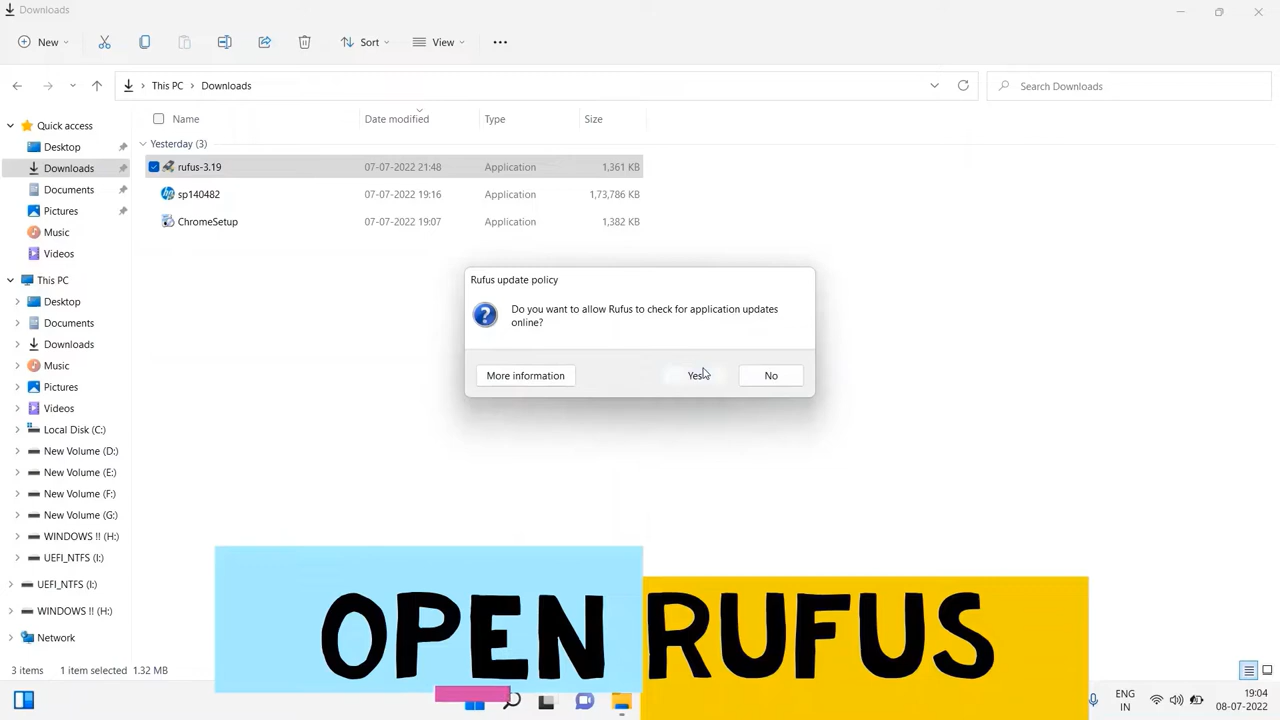 Downloads
New
Sort
View
This PC
Downloads
Search Downloads
Name
Date modified
Type
Size
Quick access
Desktop
Downloads
Documents
Pictures
Music
Videos
This PC
Desktop
Documents
Downloads
Music
Pictures
Videos
Local Disk (C:)
New Volume (D:)
New Volume (E:)
New Volume (F:)
New Volume (G:)
WINDOWS !! (H:)
UEFI_NTFS (I:)
UEFI_NTFS (I:)
WINDOWS !! (H:)
Network
Yesterday (3)
rufus-3.19 07-07-2022 21:48 Application 1,361 KB
sp140482 07-07-2022 19:16 Application 1,73,786 KB
ChromeSetup 07-07-2022 19:07 Application 1,382 KB
Rufus update policy
Do you want to allow Rufus to check for application updates
online?
More information
Yes
No
OPEN RUFUS
3 items 1 item selected 1.32 MB
ENG
IN
19:04
08-07-2022